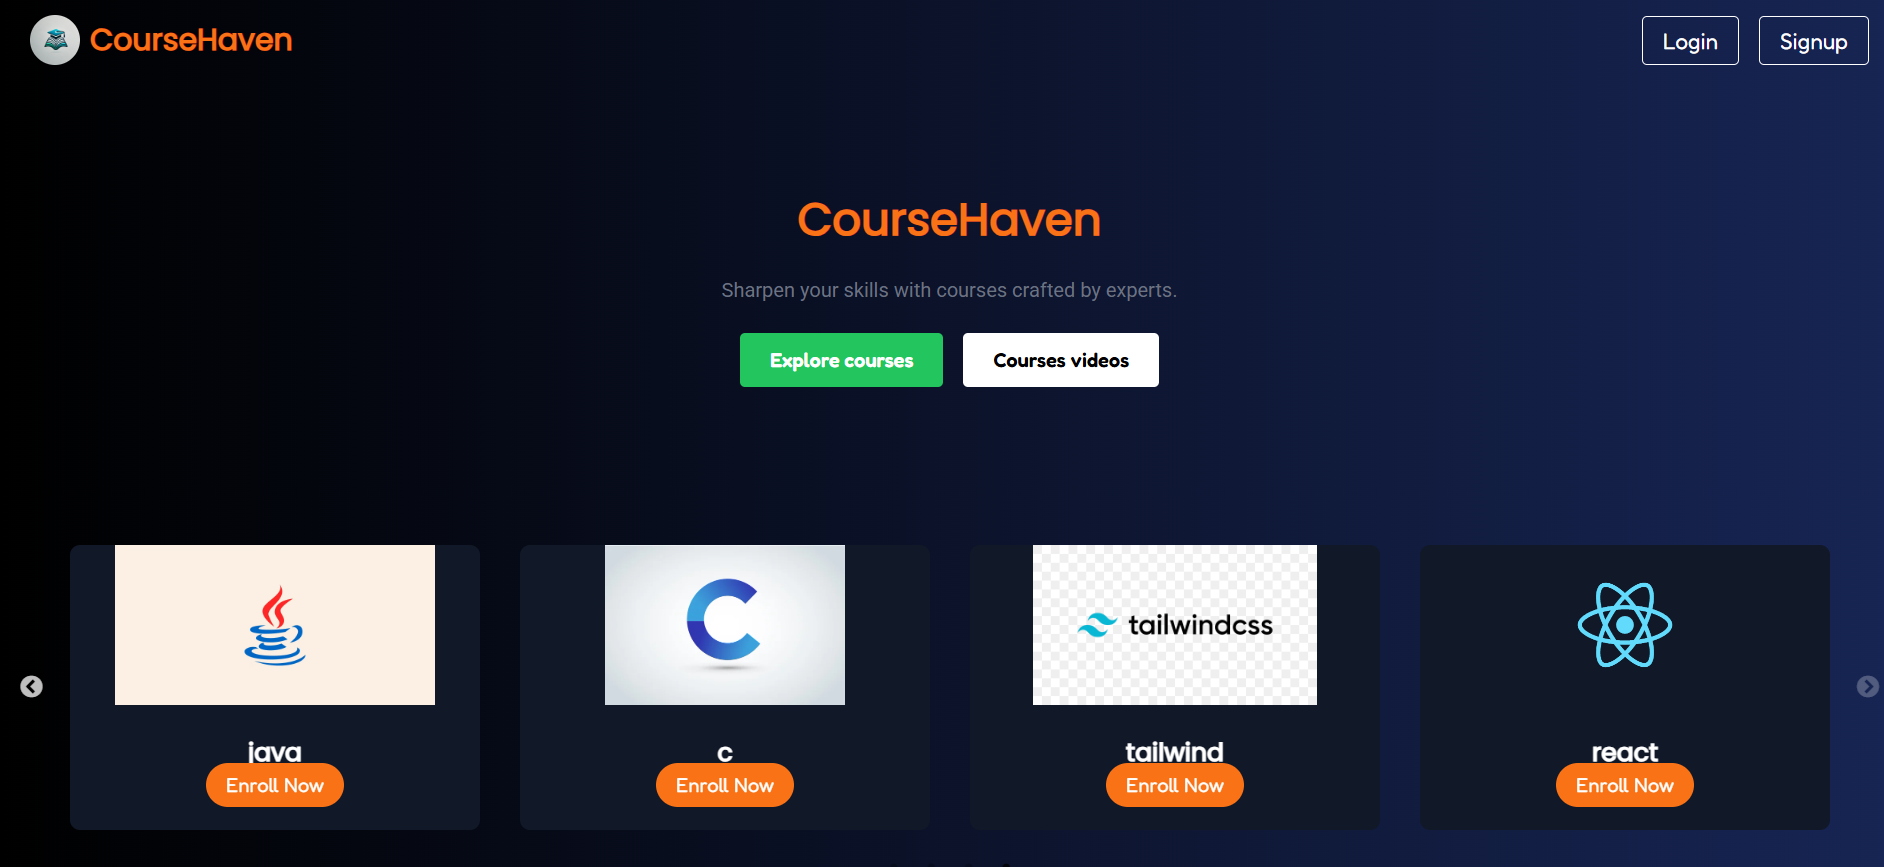 CourseHaven
Login
Signup
CourseHaven
Sharpen your skills with courses crafted by experts.
Explore courses
Courses videos
tailwindcss
java
c
tailwind
react
Enroll Now
Enroll Now
Enroll Now
Enroll Now